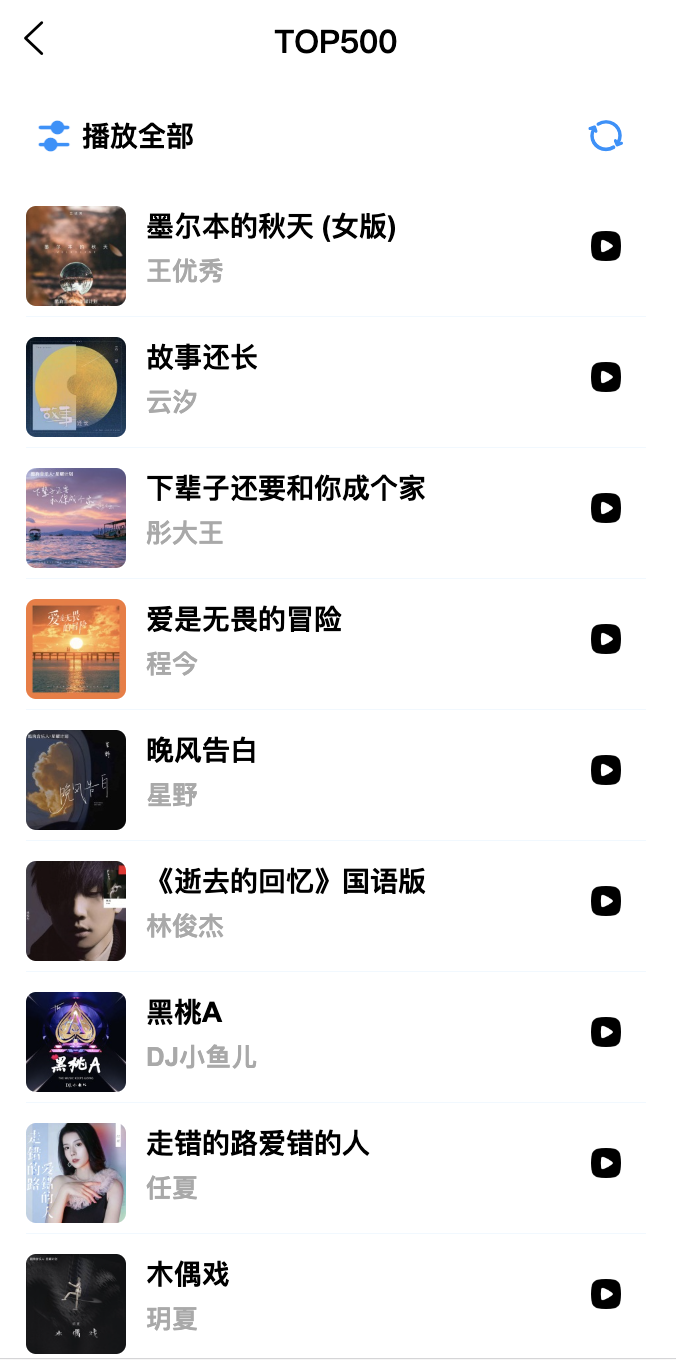 TOP500
播放全部
墨尔本的秋天 (女版)
王优秀
故事还长
云汐
下辈子还要和你成个家
彤大王
爱是无畏的冒险
程今
晚风告白
星野
《逝去的回忆》国语版
林俊杰
黑桃A
DJ小鱼儿
走错的路爱错的人
任夏
木偶戏
玥夏